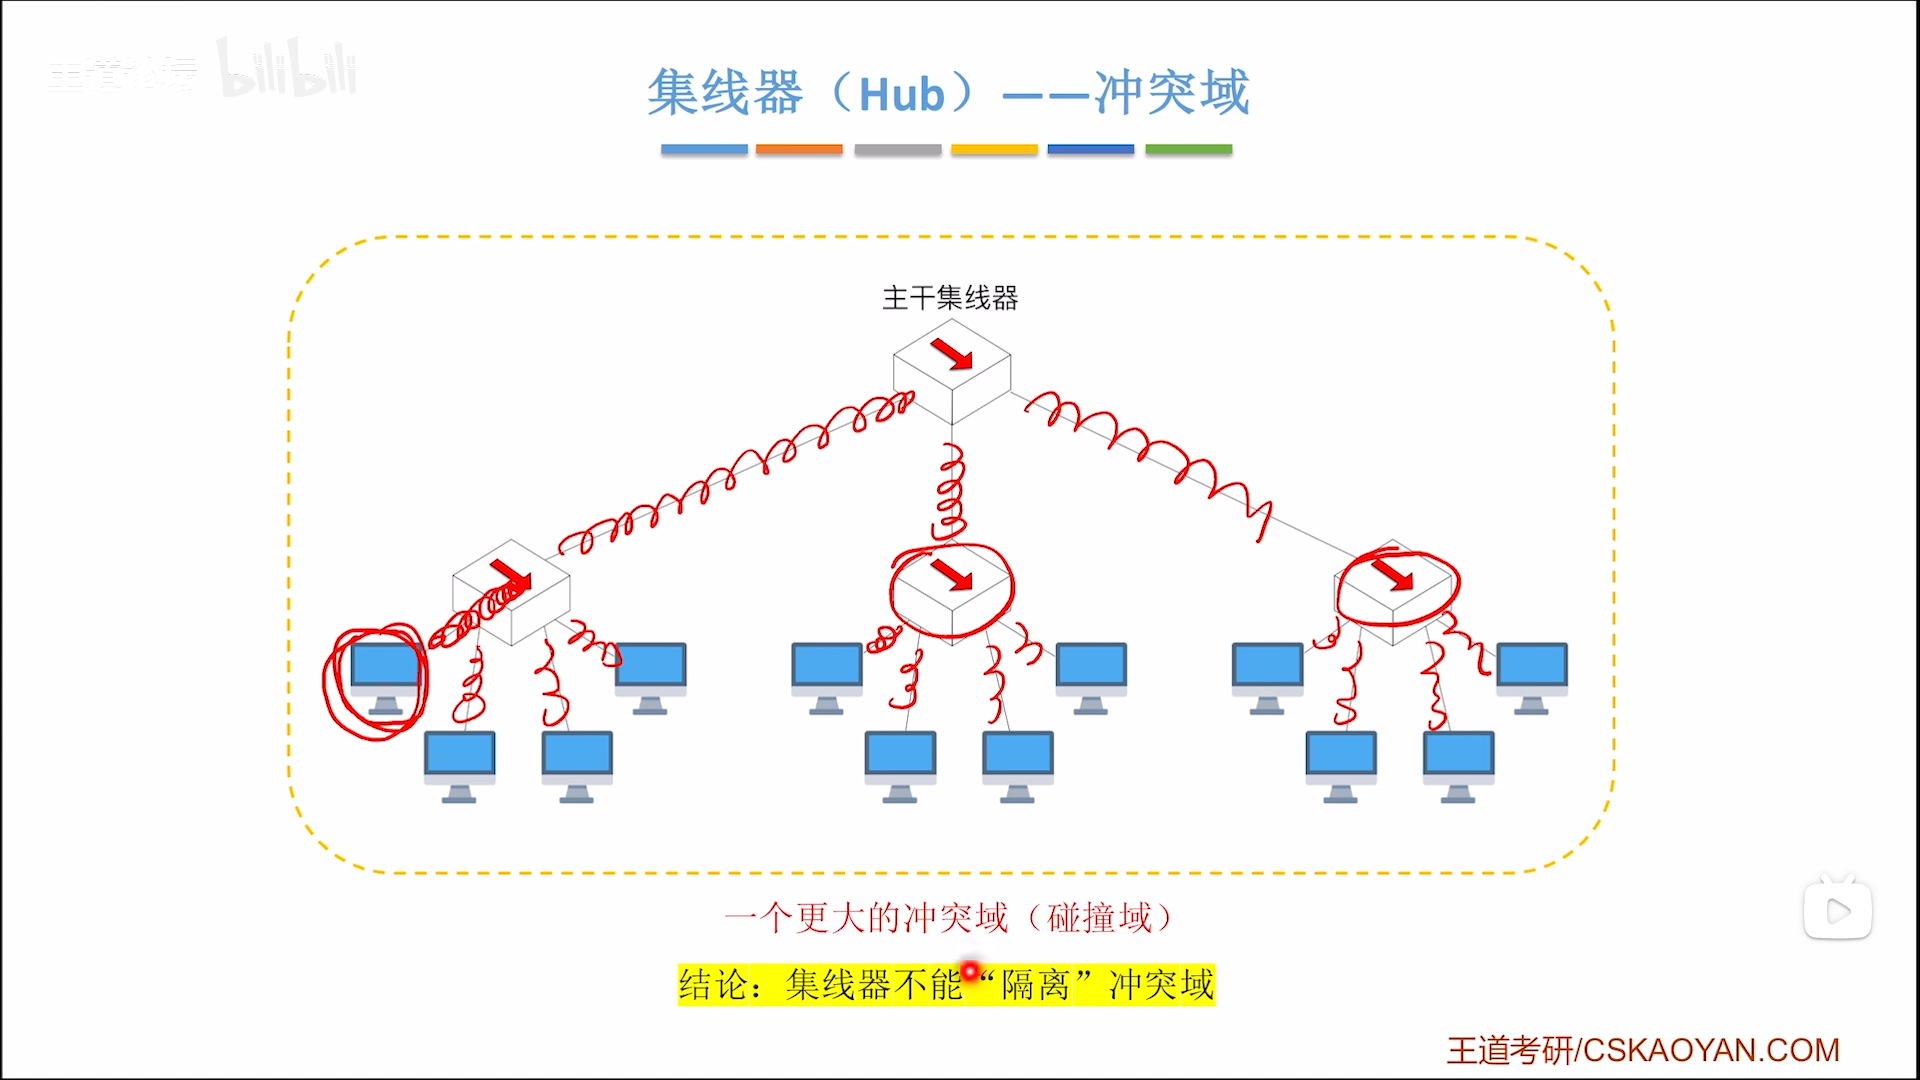 王道论坛 bilibili
集线器（Hub）——冲突域
主干集线器
一个更大的冲突域（碰撞域）
结论：集线器不能“隔离”冲突域
王道考研/CSKAOYAN.COM